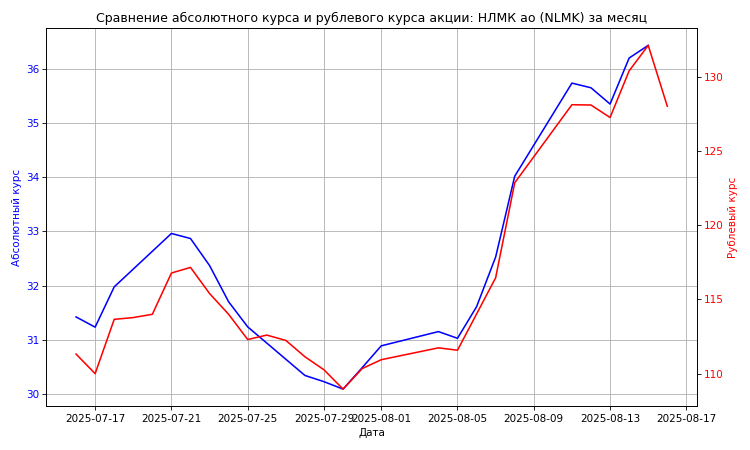 Сравнение абсолютного курса и рублевого курса акции: НЛМК ао (NLMK) за месяц
36
35
34
33
32
31
30
Абсолютный курс
130
125
120
115
110
Рублевый курс
2025-07-17 2025-07-21 2025-07-25 2025-07-29 2025-08-01 2025-08-05 2025-08-09 2025-08-13 2025-08-17
Дата